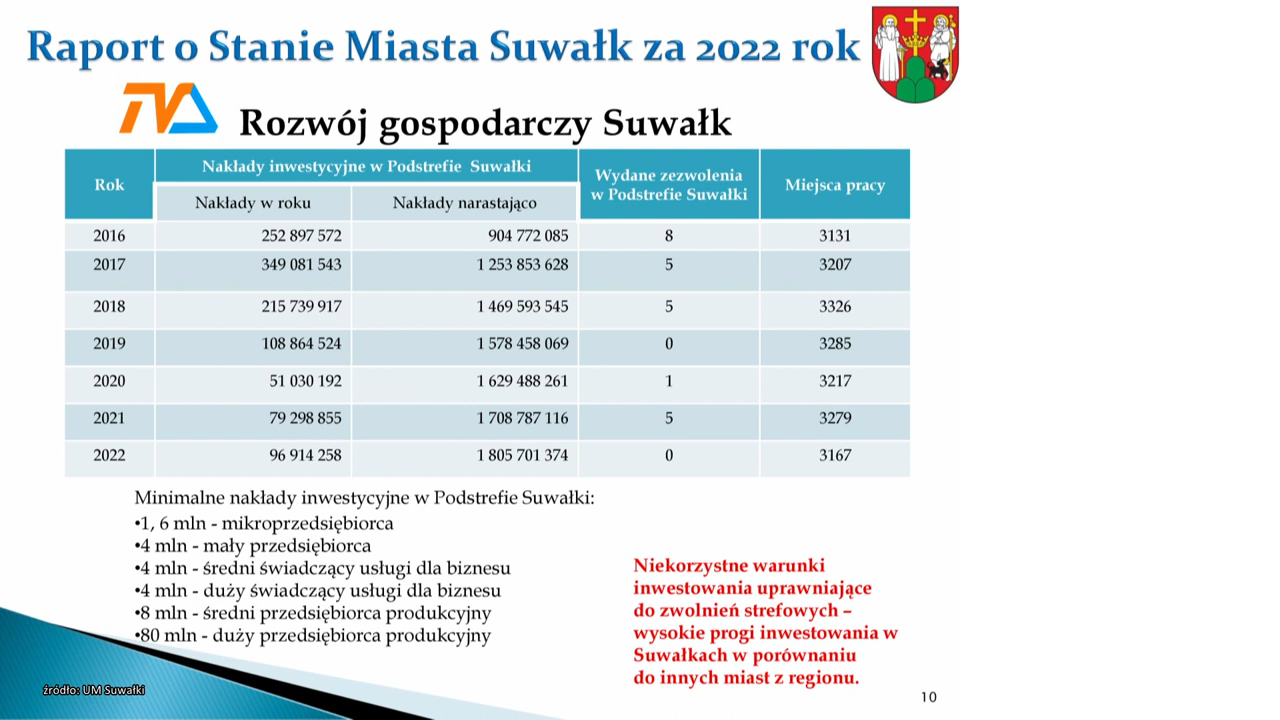 Raport o Stanie Miasta Suwałk za 2022 rok
TVS
Rozwój gospodarczy Suwałk
Rok
Nakłady inwestycyjne w Podstrefie Suwałki
Wydane zezwolenia
w Podstrefie Suwałki
Miejsca pracy
Nakłady w roku
Nakłady narastająco
2016 252 897 572 904 772 085 8 3131
2017 349 081 543 1 253 853 628 5 3207
2018 215 739 917 1 469 593 545 5 3326
2019 108 864 524 1 578 458 069 0 3285
2020 51 030 192 1 629 488 261 1 3217
2021 79 298 855 1 708 787 116 5 3279
2022 96 914 258 1 805 701 374 0 3167
Minimalne nakłady inwestycyjne w Podstrefie Suwałki:
•1, 6 mln - mikroprzedsiębiorca
•4 mln - mały przedsiębiorca
•4 mln - średni świadczący usługi dla biznesu
•4 mln - duży świadczący usługi dla biznesu
•8 mln - średni przedsiębiorca produkcyjny
•80 mln - duży przedsiębiorca produkcyjny
Niekorzystne warunki
inwestowania uprawniające
do zwolnień strefowych –
wysokie progi inwestowania w
Suwałkach w porównaniu
do innych miast z regionu.
źródło: UM Suwałki
10